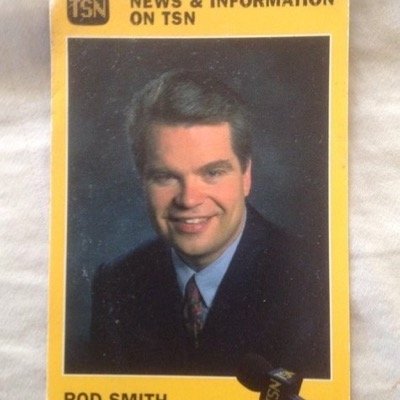 TSN
NEWS & INFORMATION
ON TSN
ROD SMITH
TSN